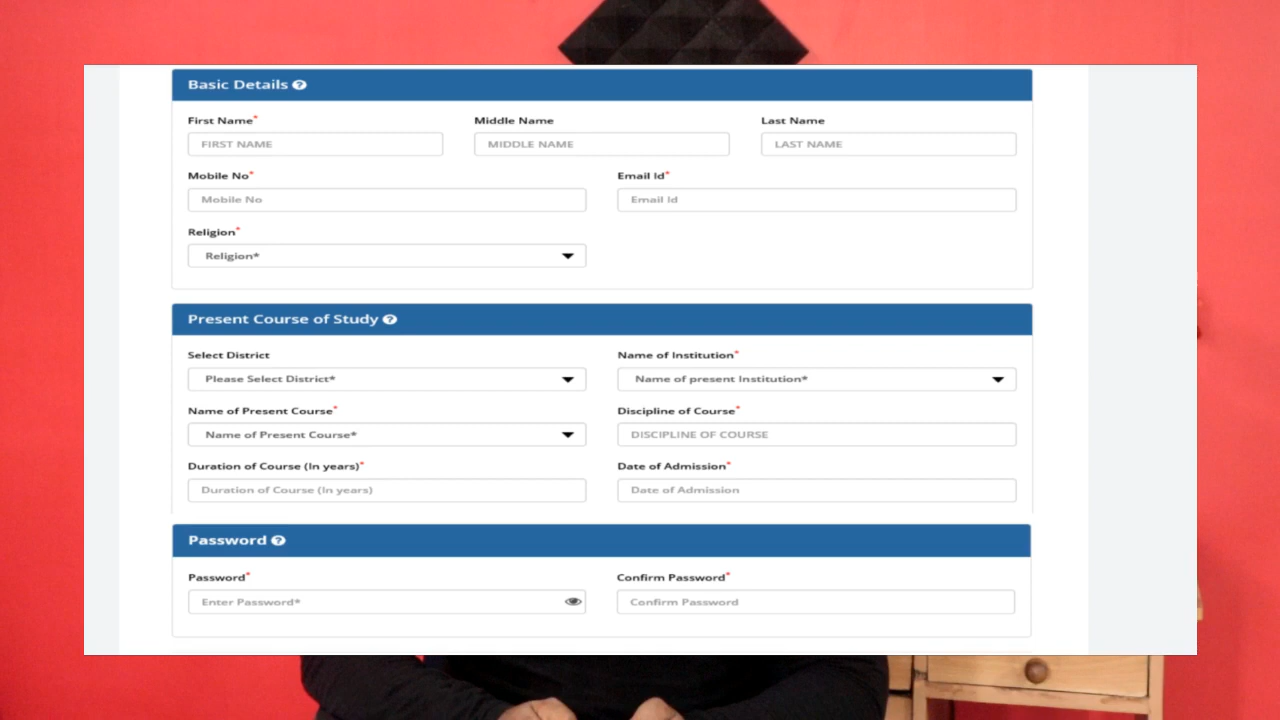 Basic Details ?
First Name* Middle Name Last Name
FIRST NAME MIDDLE NAME LAST NAME
Mobile No* Email Id*
Mobile No Email Id
Religion*
Religion*
Present Course of Study ?
Select District Name of Institution*
Please Select District* Name of present Institution*
Name of Present Course* Discipline of Course*
Name of Present Course* DISCIPLINE OF COURSE
Duration of Course (In years)* Date of Admission*
Duration of Course (In years) Date of Admission
Password ?
Password* Confirm Password*
Enter Password* Confirm Password